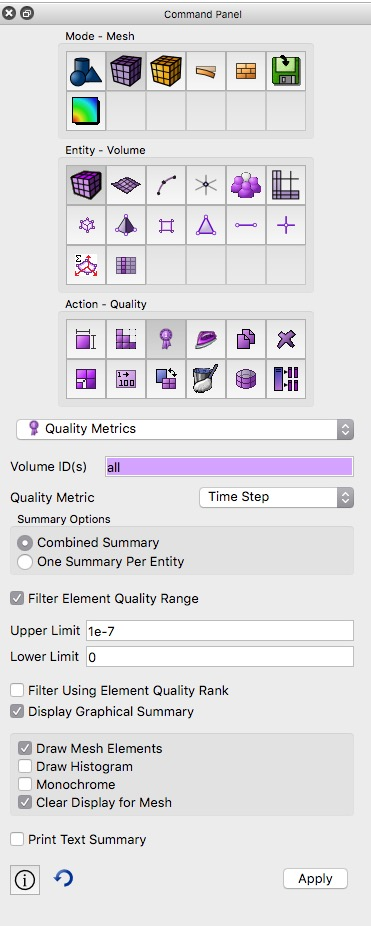 Command Panel
Mode - Mesh
Entity - Volume
Σ
Action - Quality
1→
100
Quality Metrics
Volume ID(s) all
Quality Metric Time Step
Summary Options
Combined Summary
One Summary Per Entity
Filter Element Quality Range
Upper Limit 1e-7
Lower Limit 0
Filter Using Element Quality Rank
Display Graphical Summary
Draw Mesh Elements
Draw Histogram
Monochrome
Clear Display for Mesh
Print Text Summary
Apply